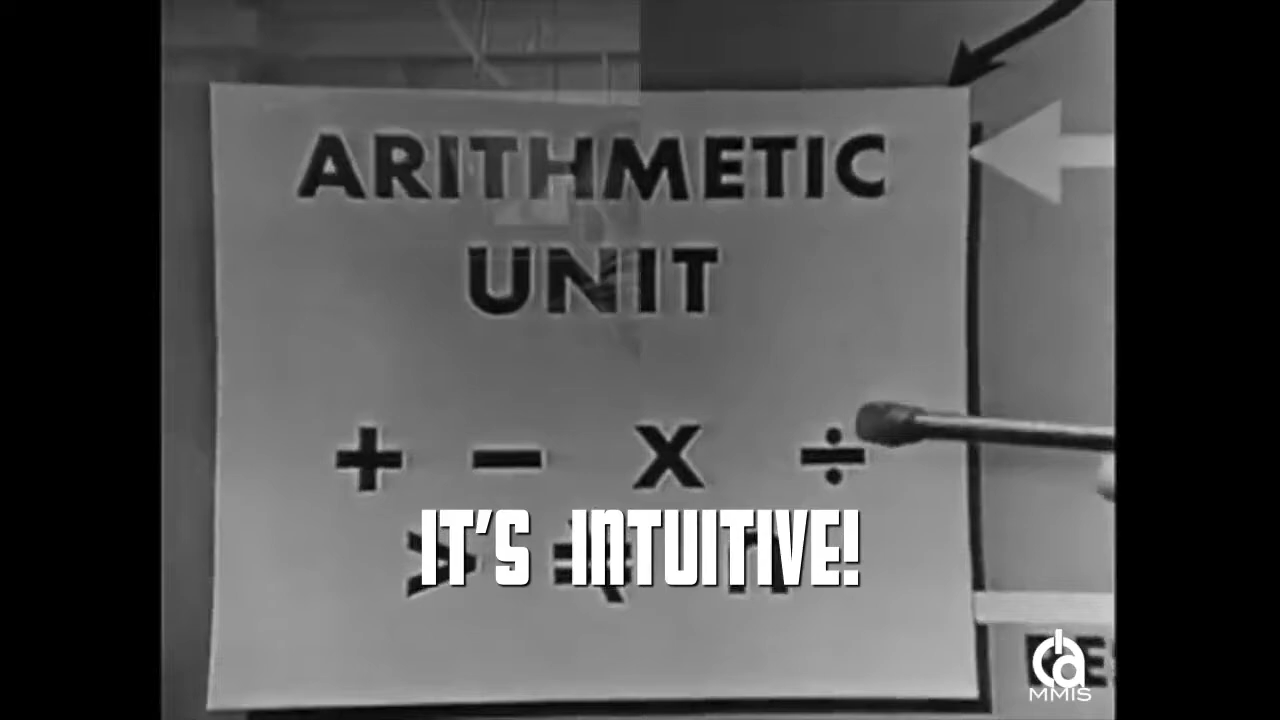 ARITHMETIC
UNIT
+ − X ÷
IT'S INTUITIVE!
MMIS